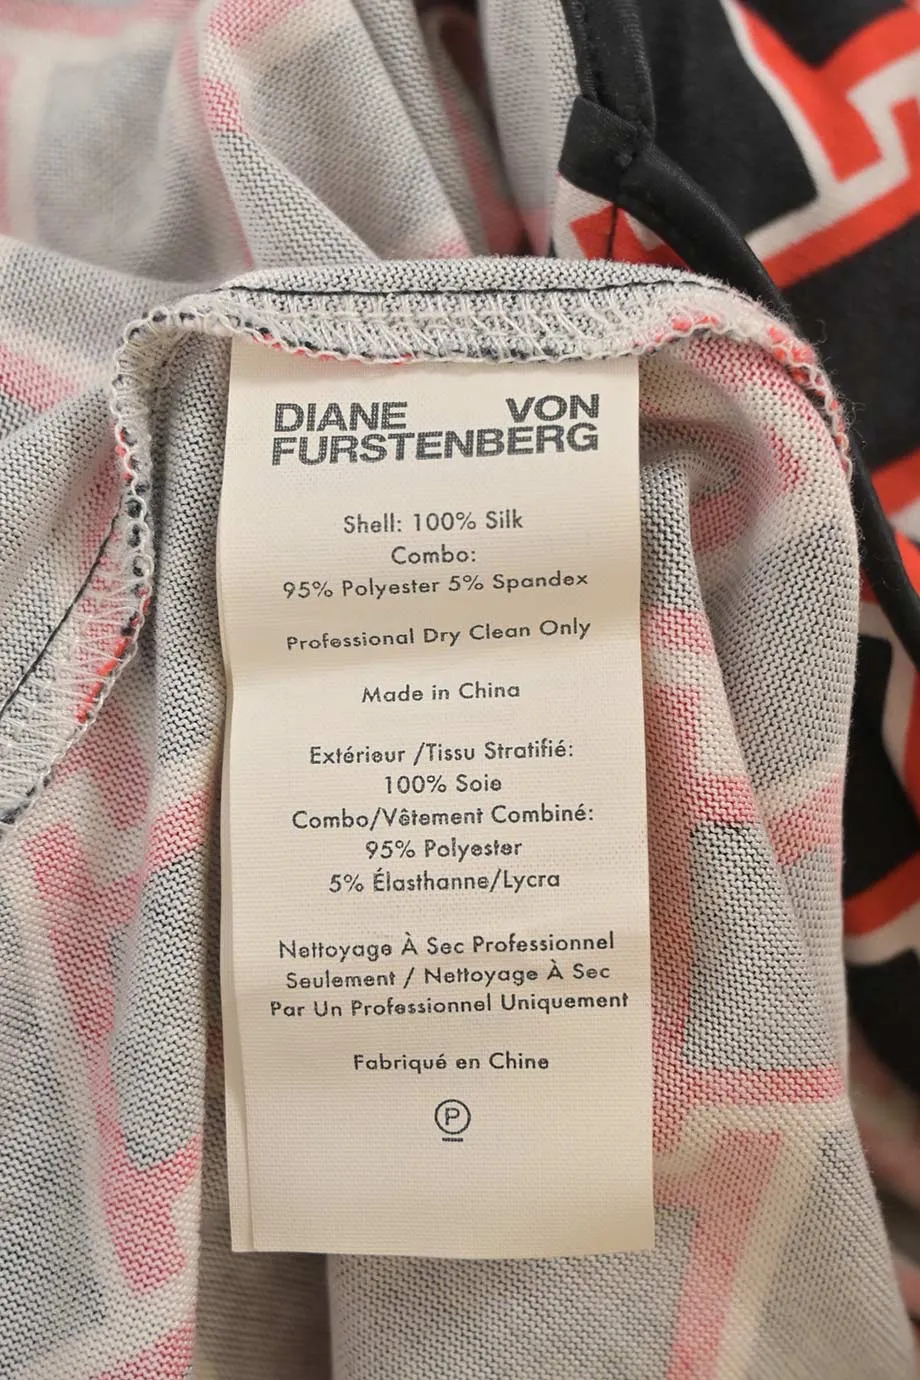 DIANE VON
FURSTENBERG
Shell: 100% Silk
Combo:
95% Polyester 5% Spandex
Professional Dry Clean Only
Made in China
Extérieur /Tissu Stratifié:
100% Soie
Combo/Vêtement Combiné:
95% Polyester
5% Élasthanne/Lycra
Nettoyage À Sec Professionnel
Seulement / Nettoyage À Sec
Par Un Professionnel Uniquement
Fabriqué en Chine
P